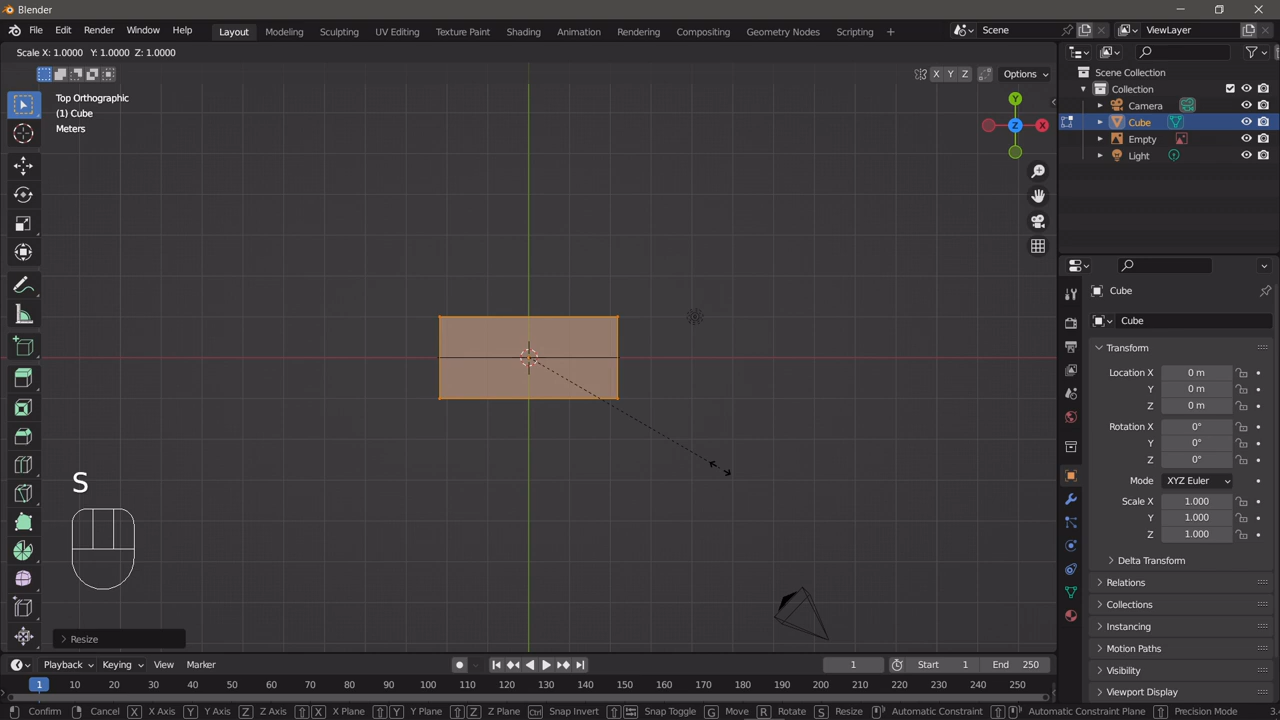 Blender
File Edit Render Window Help Layout Modeling Sculpting UV Editing Texture Paint Shading Animation Rendering Compositing Geometry Nodes Scripting + Scene ViewLayer
Scale X: 1.0000 Y: 1.0000 Z: 1.0000
X Y Z Options
Top Orthographic
(1) Cube
Meters
Y
Z X
Scene Collection
Collection
Camera
Cube
Empty
Light
Cube
Cube
Transform
Location X 0 m
Y 0 m
Z 0 m
Rotation X 0°
Y 0°
Z 0°
Mode XYZ Euler
Scale X 1.000
Y 1.000
Z 1.000
Delta Transform
Relations
Collections
Instancing
Motion Paths
Visibility
Viewport Display
S
Resize
Playback Keying View Marker 1 Start 1 End 250
1 10 20 30 40 50 60 70 80 90 100 110 120 130 140 150 160 170 180 190 200 210 220 230 240 250
Confirm Cancel X X Axis Y Y Axis Z Z Axis X X Plane Y Y Plane Z Z Plane Ctrl Snap Invert Snap Toggle G Move R Rotate S Resize Automatic Constraint Automatic Constraint Plane Precision Mode 3.